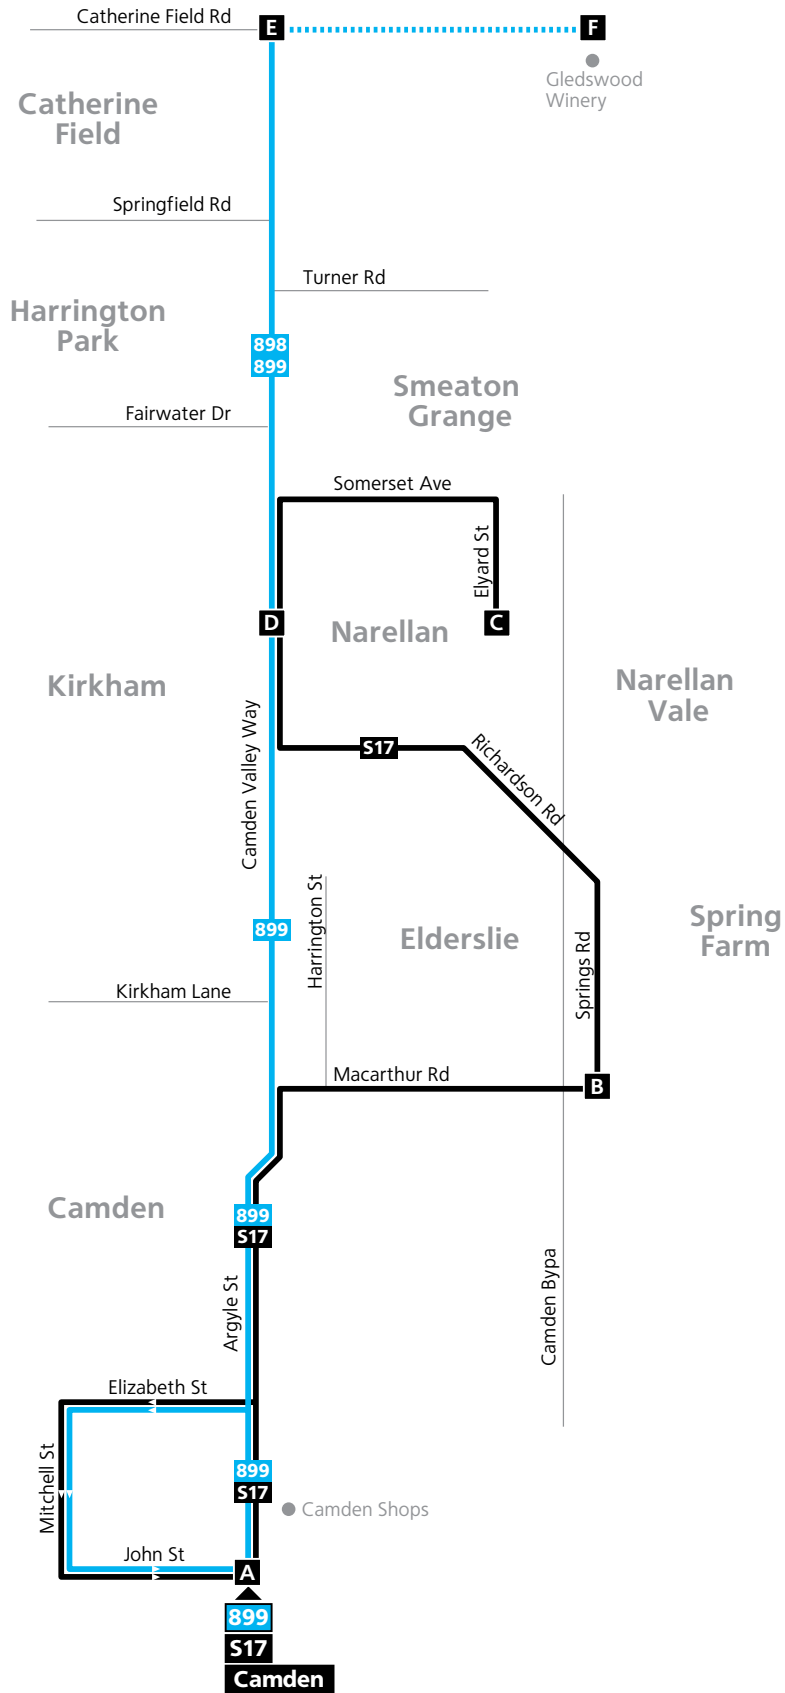 Catherine Field Rd
E
F
Gledswood
Winery
Catherine
Field
Springfield Rd
Turner Rd
Harrington
Park
898
899
Smeaton
Grange
Fairwater Dr
Somerset Ave
Elyard St
D
Narellan
C
Kirkham
Narellan
Vale
Camden Valley Way
S17
Richardson Rd
Harrington St
899
Elderslie
Spring
Farm
Springs Rd
Kirkham Lane
Macarthur Rd
B
Camden
899
S17
Argyle St
Camden Bypa
Elizabeth St
Mitchell St
899
S17
Camden Shops
John St
A
899
S17
Camden